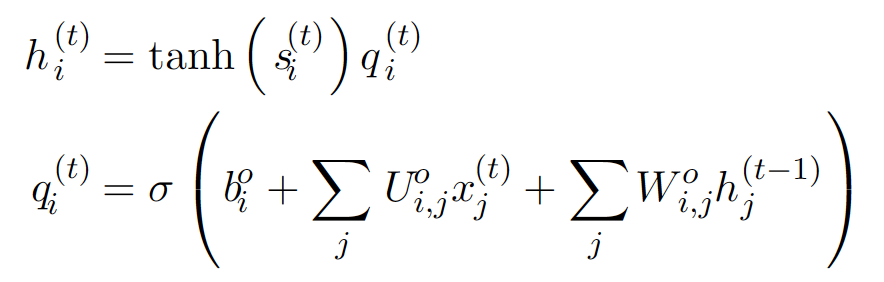 h_i^{(t)} = \tanh\left(s_i^{(t)}\right) q_i^{(t)}
q_i^{(t)} = \sigma\left(b_i^o + \sum_j U_{i,j}^o x_j^{(t)} + \sum_j W_{i,j}^o h_j^{(t-1)}\right)